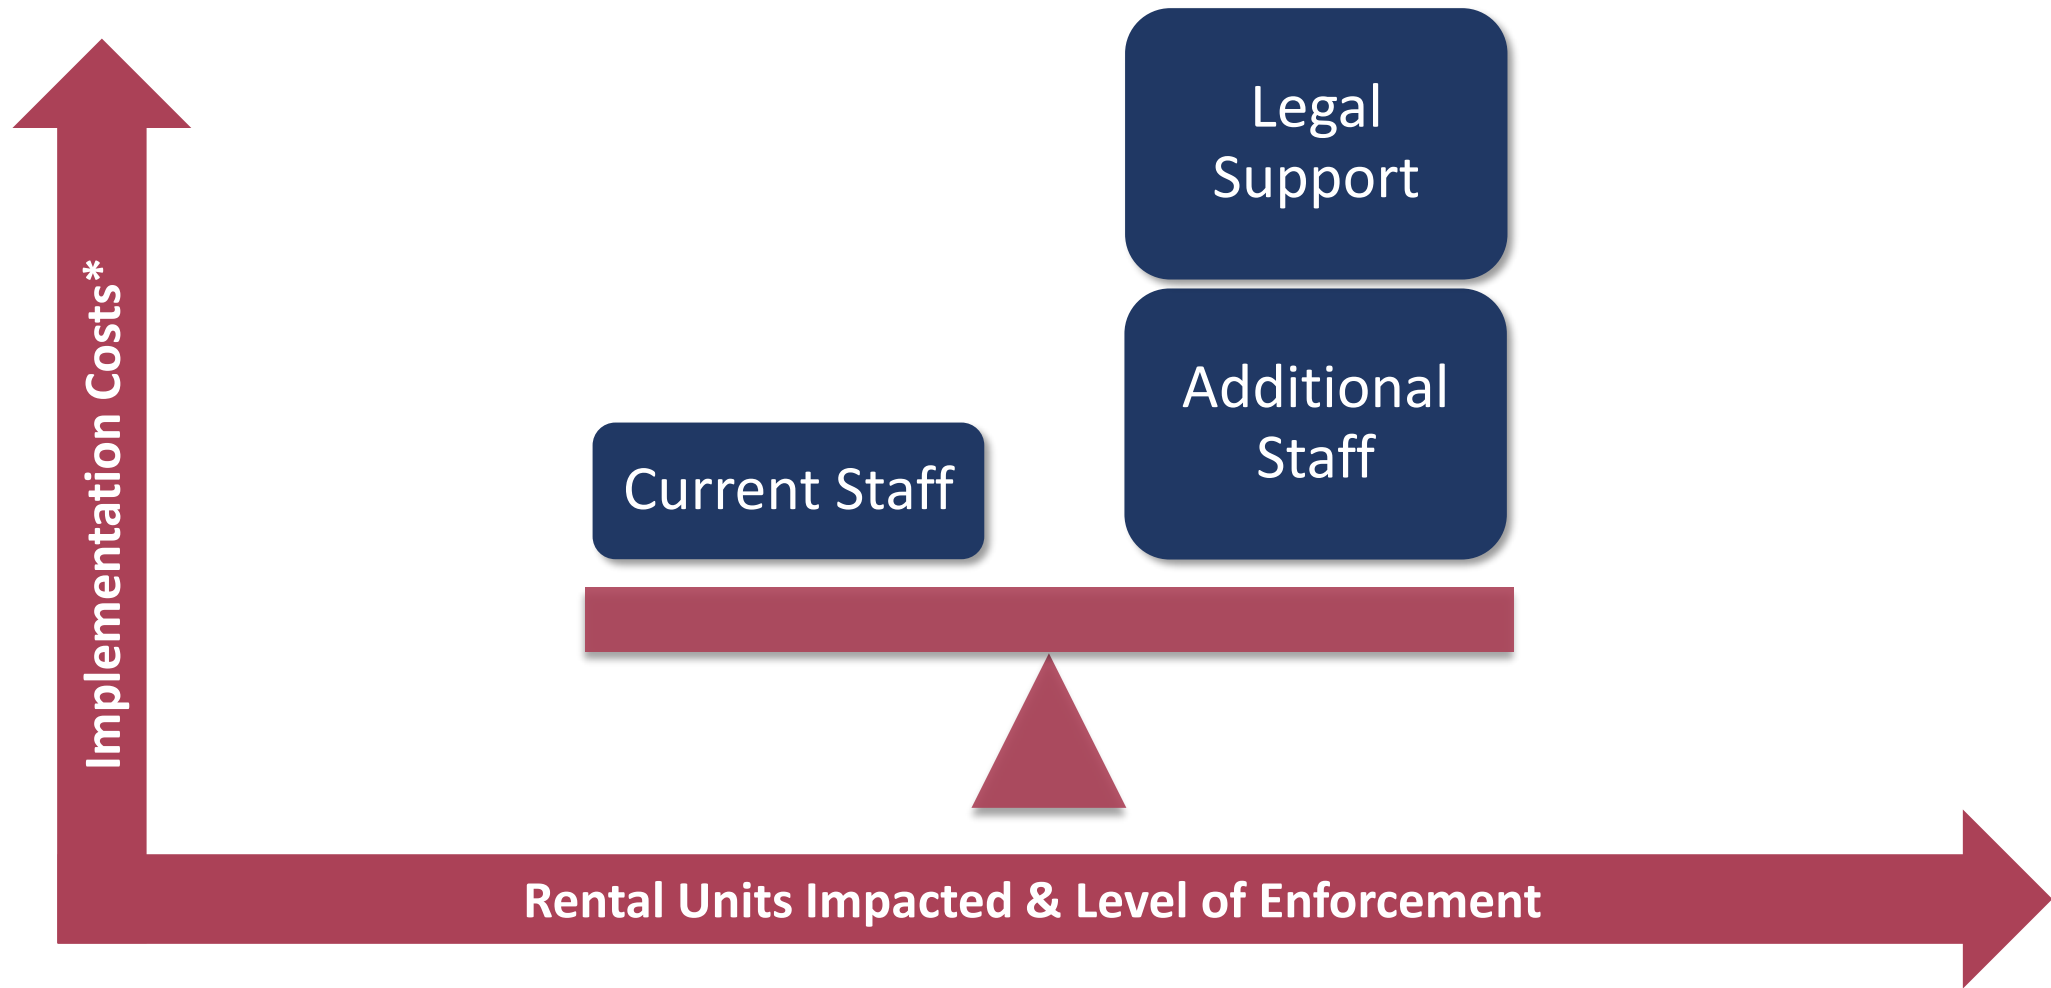 Implementation Costs*
Legal
Support
Additional
Staff
Current Staff
Rental Units Impacted & Level of Enforcement